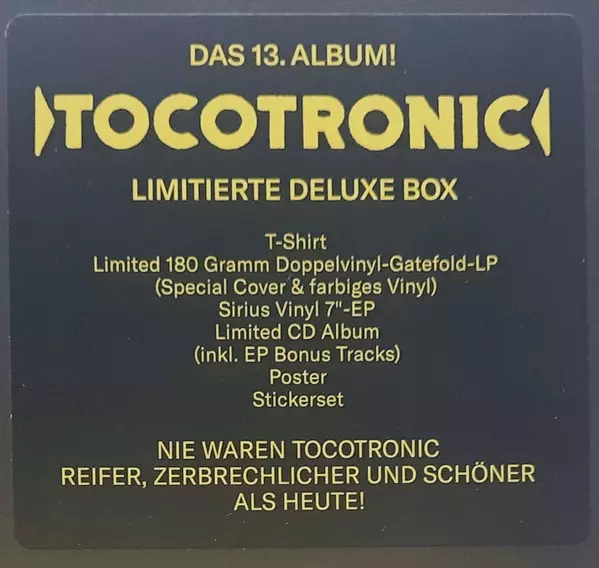 DAS 13. ALBUM!
TOCOTRONIC
LIMITIERTE DELUXE BOX
T-Shirt
Limited 180 Gramm Doppelvinyl-Gatefold-LP
(Special Cover & farbiges Vinyl)
Sirius Vinyl 7"-EP
Limited CD Album
(inkl. EP Bonus Tracks)
Poster
Stickerset
NIE WAREN TOCOTRONIC
REIFER, ZERBRECHLICHER UND SCHÖNER
ALS HEUTE!